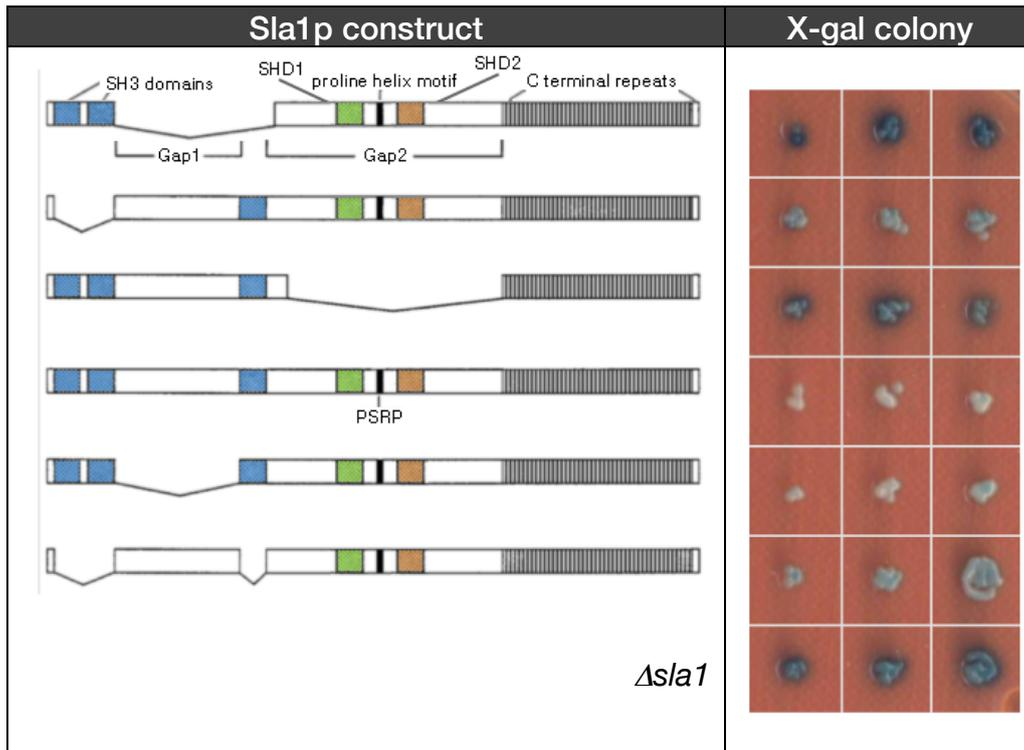 Sla1p construct
X-gal colony
SHD1
SHD2
SH3 domains
proline helix motif
C terminal repeats
Gap1
Gap2
PSRP
Δsla1